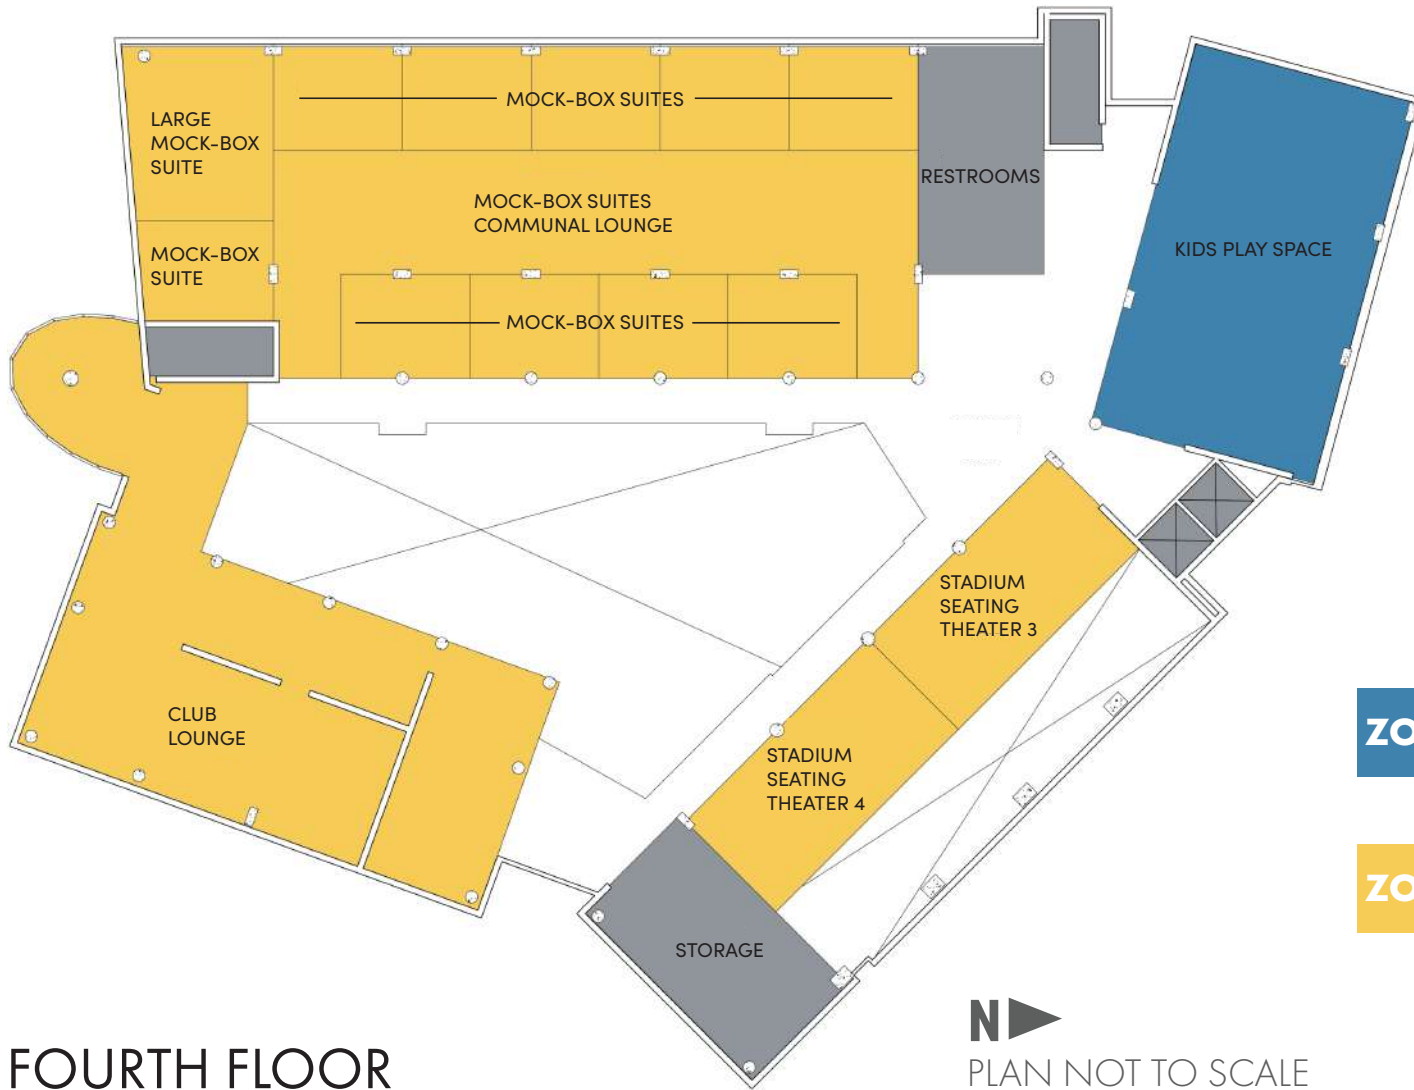 MOCK-BOX SUITES
LARGE
MOCK-BOX
SUITE
RESTROOMS
MOCK-BOX SUITES
COMMUNAL LOUNGE
MOCK-BOX
SUITE
KIDS PLAY SPACE
MOCK-BOX SUITES
STADIUM
SEATING
THEATER 3
CLUB
LOUNGE
STADIUM
SEATING
THEATER 4
ZO
ZO
STORAGE
N
FOURTH FLOOR
PLAN NOT TO SCALE